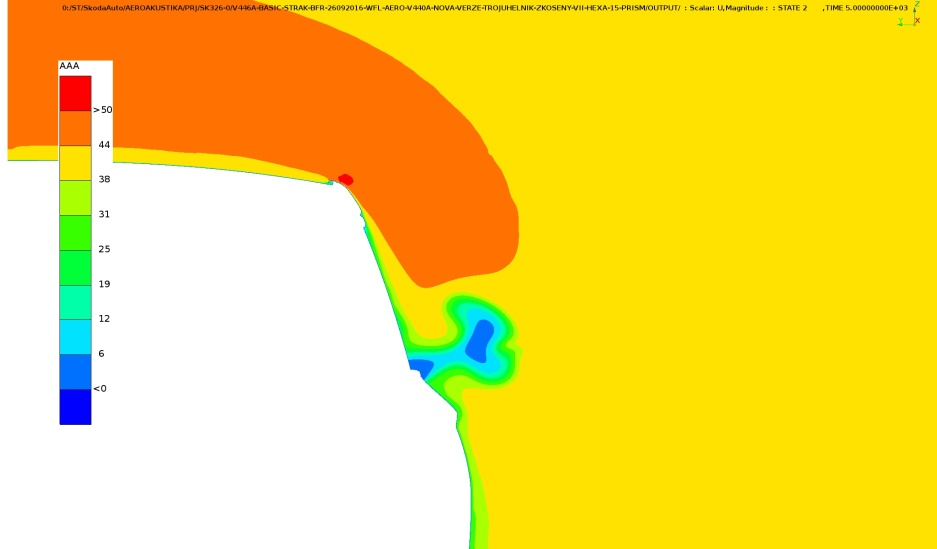 0:/ST/SkodaAuto/AEROAKUSTIKA/PRJ/SK326-0/V446A-BASIC-STRAK-BFR-26092016-WFL-AERO-V440A-NOVA-VERZE-TROJUHELNIK-ZKOSENY-VII-HEXA-15-PRISM/OUTPUT/ : Scalar: U,Magnitude : : STATE 2 ,TIME 5.00000000E+03
Z
Y X
AAA
>50
44
38
31
25
19
12
6
<0